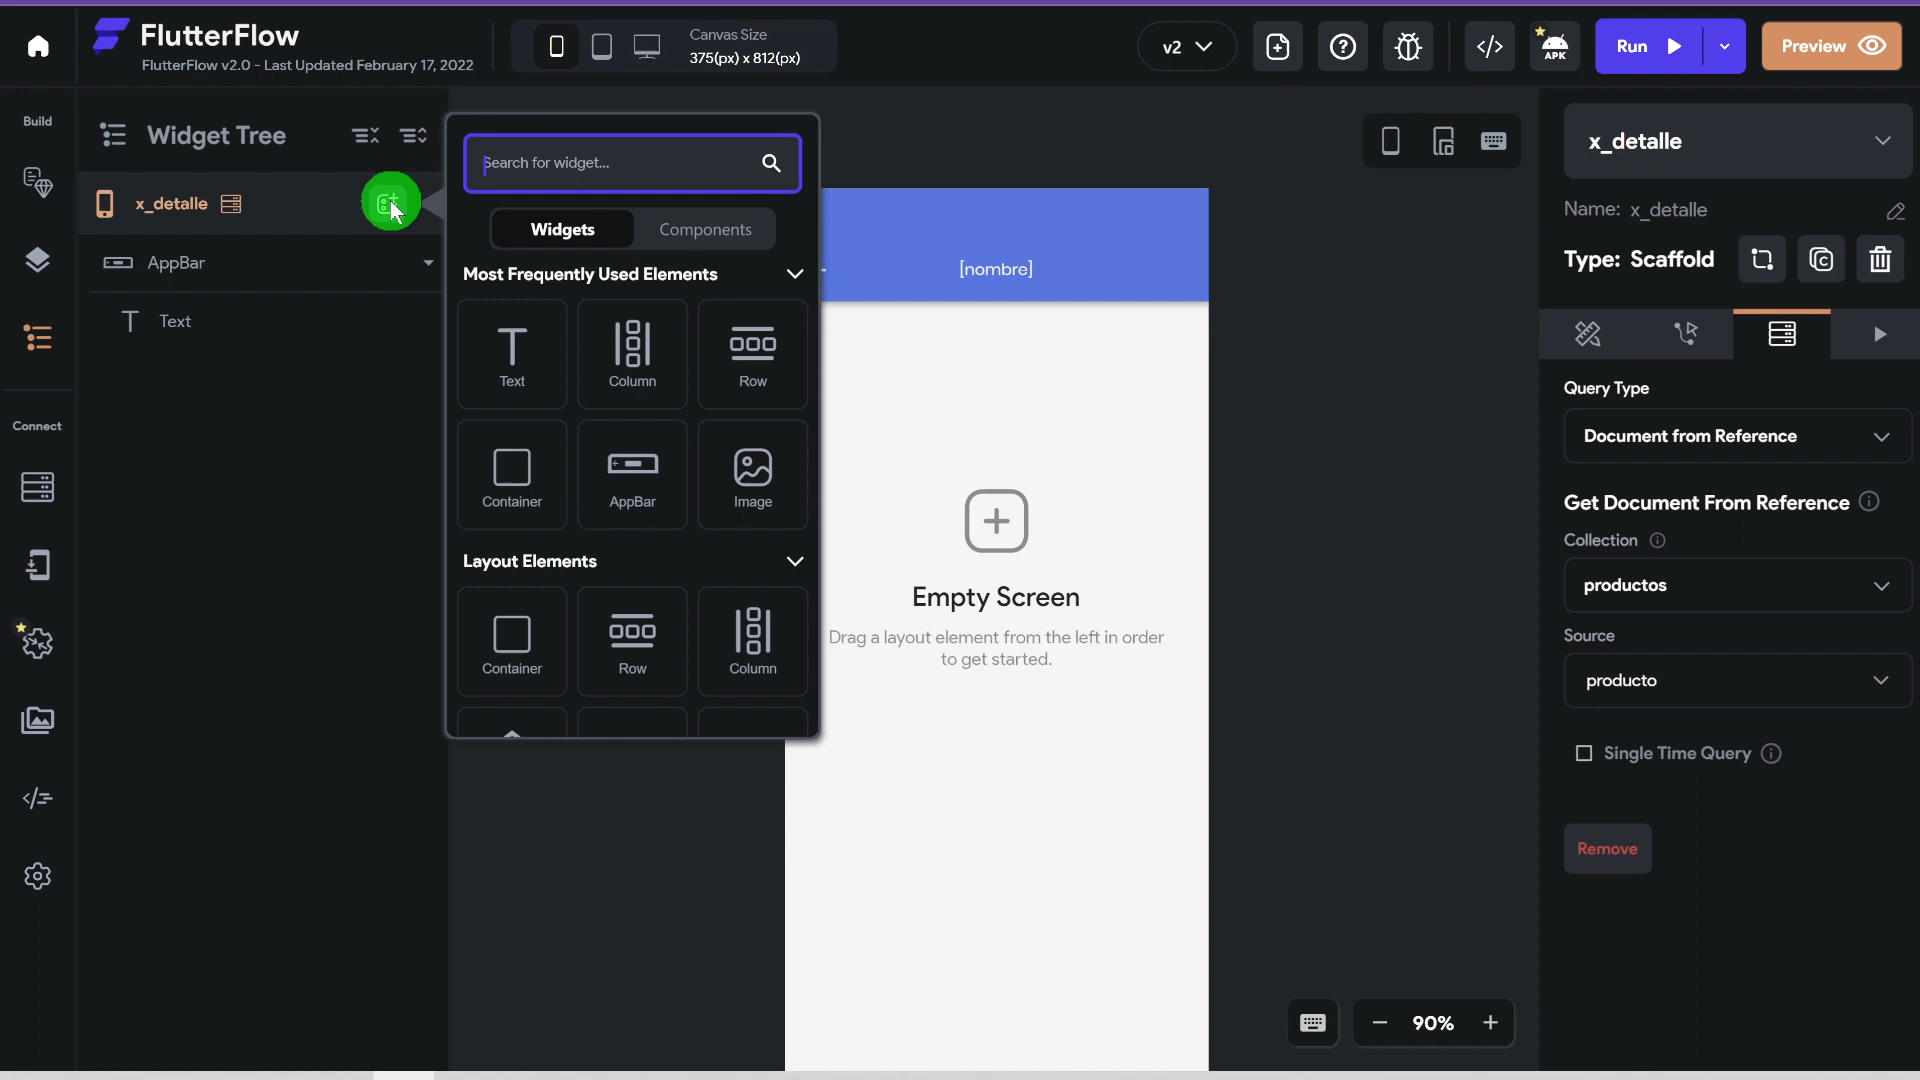 FlutterFlow
FlutterFlow v2.0 - Last Updated February 17, 2022
Canvas Size
375(px) x 812(px)
v2
APK
Run
Preview
Build
Widget Tree
x_detalle
AppBar
Text
Connect
Search for widget...
Widgets
Components
Most Frequently Used Elements
Text
Column
Row
Container
AppBar
Image
Layout Elements
Container
Row
Column
[nombre]
Empty Screen
Drag a layout element from the left in order
to get started.
90%
x_detalle
Name: x_detalle
Type: Scaffold
Query Type
Document from Reference
Get Document From Reference
Collection
productos
Source
producto
Single Time Query
Remove